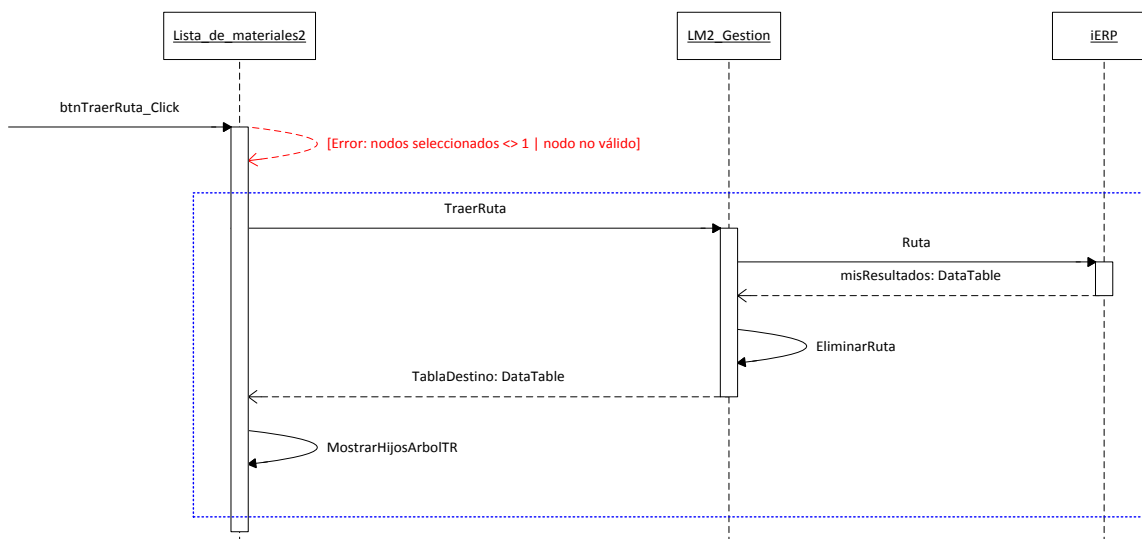 Lista_de_materiales2
LM2_Gestion
iERP
btnTraerRuta_Click
[Error: nodos seleccionados <> 1 | nodo no válido]
TraerRuta
Ruta
misResultados: DataTable
EliminarRuta
TablaDestino: DataTable
MostrarHijosArbolTR